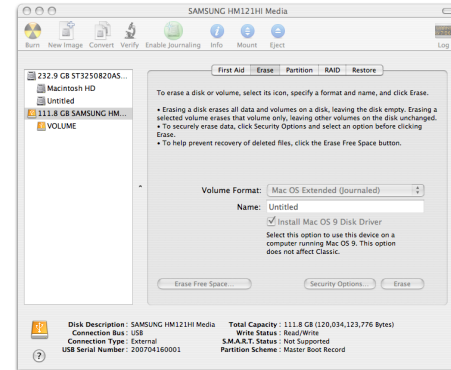 SAMSUNG HM121HI Media
Burn New Image Convert Verify Enable Journaling Info Mount Eject Log
First Aid Erase Partition RAID Restore
232.9 GB ST3250820AS...
Macintosh HD
Untitled
111.8 GB SAMSUNG HM...
VOLUME
To erase a disk or volume, select its icon, specify a format and name, and click Erase.
• Erasing a disk erases all data and volumes on a disk, leaving the disk empty. Erasing a
selected volume erases that volume only, leaving other volumes on the disk unchanged.
• To securely erase data, click Security Options and select an option before clicking
Erase.
• To help prevent recovery of deleted files, click the Erase Free Space button.
Volume Format: Mac OS Extended (Journaled)
Name: Untitled
Install Mac OS 9 Disk Driver
Select this option to use this device on a
computer running Mac OS 9. This option
does not affect Classic.
Erase Free Space... Security Options... Erase
Disk Description : SAMSUNG HM121HI Media Total Capacity : 111.8 GB (120,034,123,776 Bytes)
Connection Bus : USB Write Status : Read/Write
Connection Type : External S.M.A.R.T. Status : Not Supported
USB Serial Number : 200704160001 Partition Scheme : Master Boot Record
?